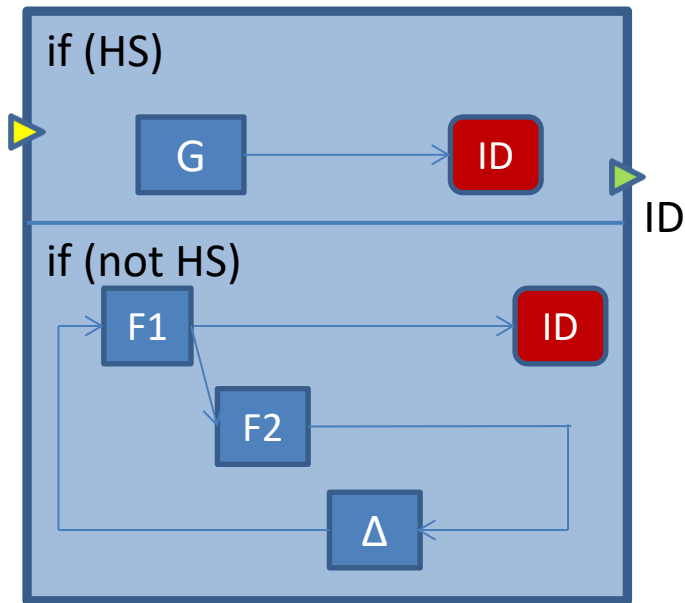 if (HS)
G
ID
ID
if (not HS)
F1
ID
F2
Δ